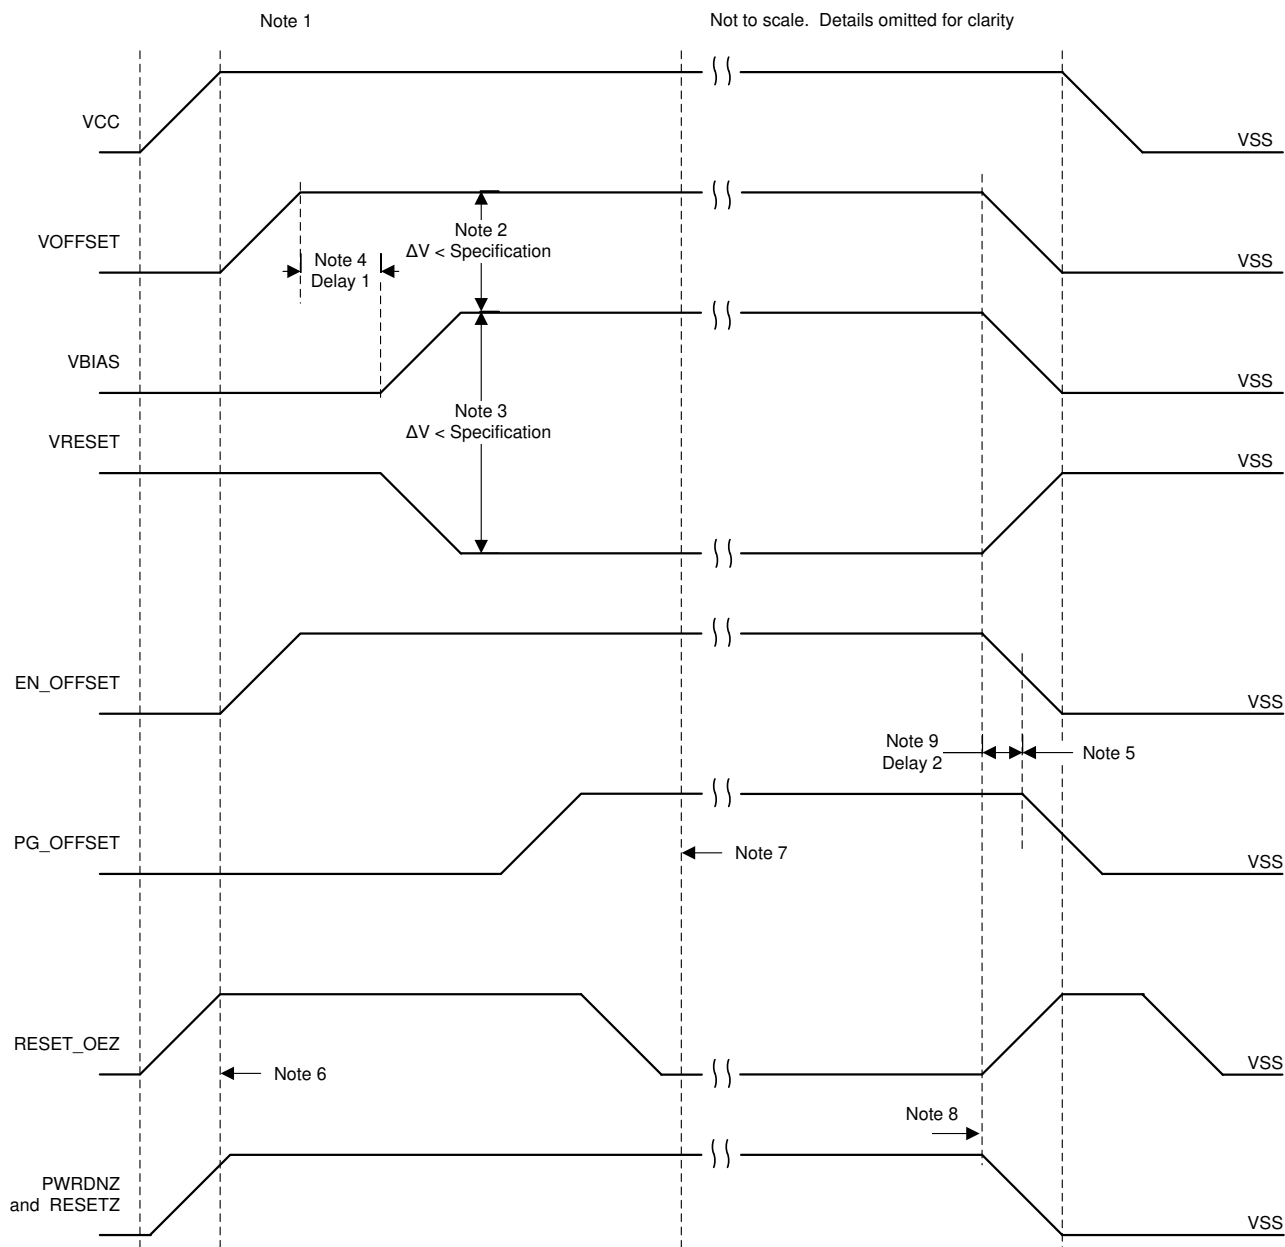 Note 1
Not to scale. Details omitted for clarity
VCC
VSS
VOFFSET
Note 4
Delay 1
Note 2
ΔV < Specification
VSS
VBIAS
VSS
Note 3
ΔV < Specification
VRESET
VSS
EN_OFFSET
VSS
Note 9
Delay 2
Note 5
PG_OFFSET
Note 7
VSS
RESET_OEZ
Note 6
VSS
Note 8
PWRDNZ
and RESETZ
VSS